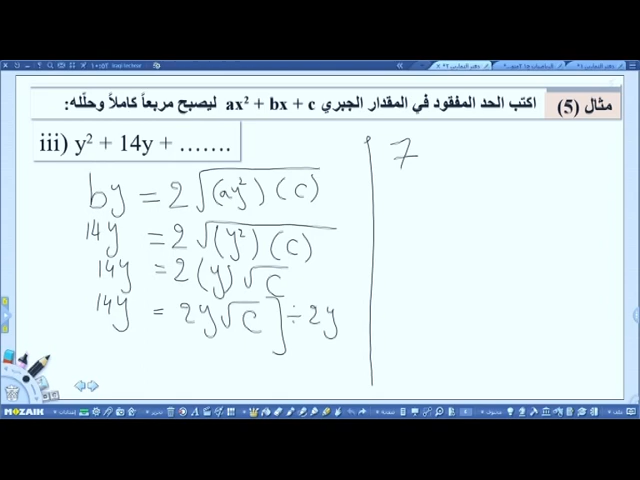 مثال (5) اكتب الحد المفقود في المقدار الجبري ax² + bx + c ليصبح مربعاً كاملاً وحلّله:
iii) y² + 14y + …….
by = 2 √(ay²) (c)
14y = 2 √(y²) (c)
14y = 2 (y) √c
14y = 2y √c ] ÷ 2y
7
MOZAIK